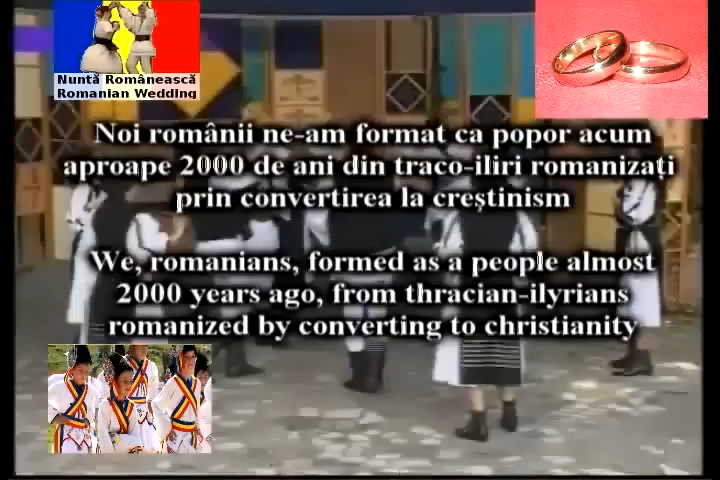 Nuntă Românească
Romanian Wedding
Noi românii ne-am format ca popor acum
aproape 2000 de ani din traco-iliri romanizați
prin convertirea la creștinism
We, romanians, formed as a people almost
2000 years ago, from thracian-ilyrians
romanized by converting to christianity